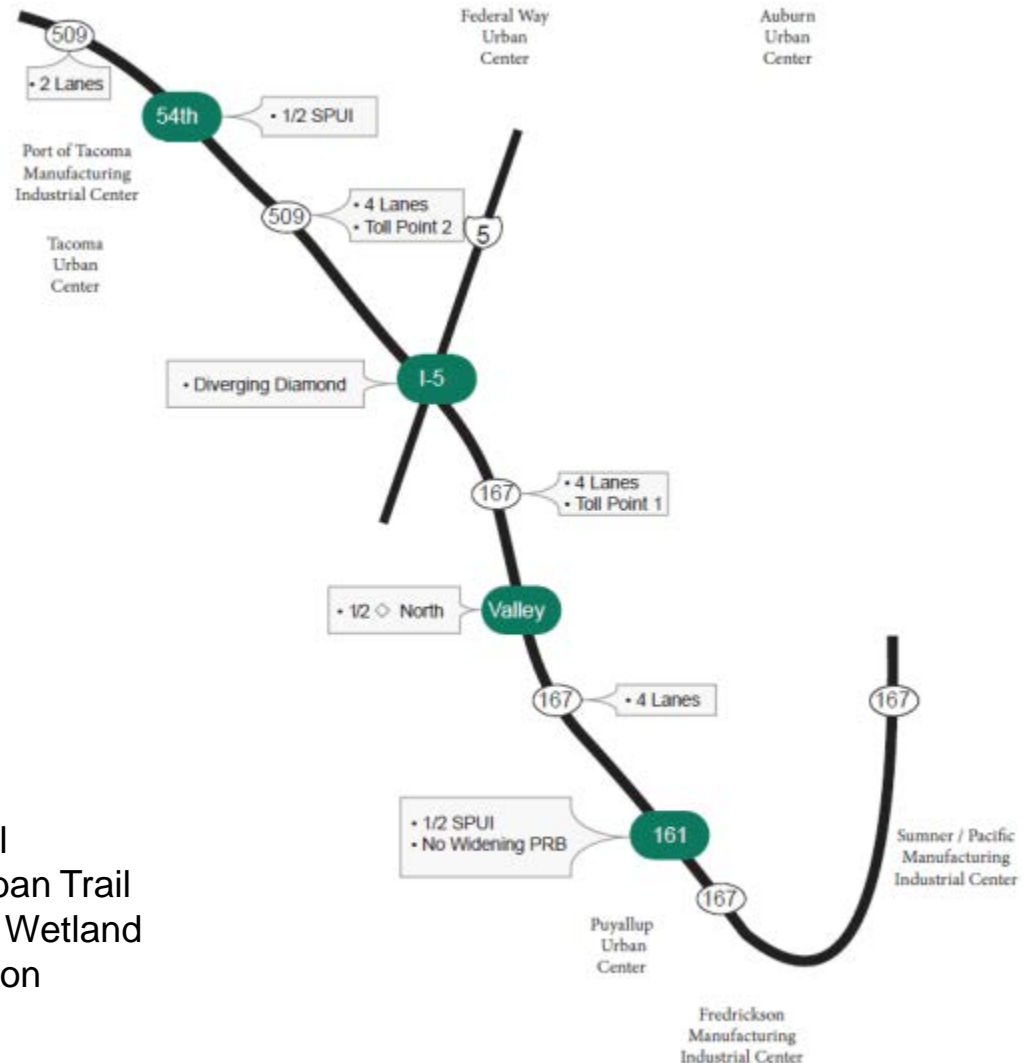 509
• 2 Lanes
Federal Way
Urban
Center
Auburn
Urban
Center
54th
• 1/2 SPUI
Port of Tacoma
Manufacturing
Industrial Center
509
• 4 Lanes
• Toll Point 2
5
Tacoma
Urban
Center
• Diverging Diamond
I-5
167
• 4 Lanes
• Toll Point 1
• 1/2 ◇ North
Valley
167
• 4 Lanes
167
• 1/2 SPUI
• No Widening PRB
161
Sumner / Pacific
Manufacturing
Industrial Center
167
Puyallup
Urban
Center
Fredrickson
Manufacturing
Industrial Center
Trail
Wetland
on